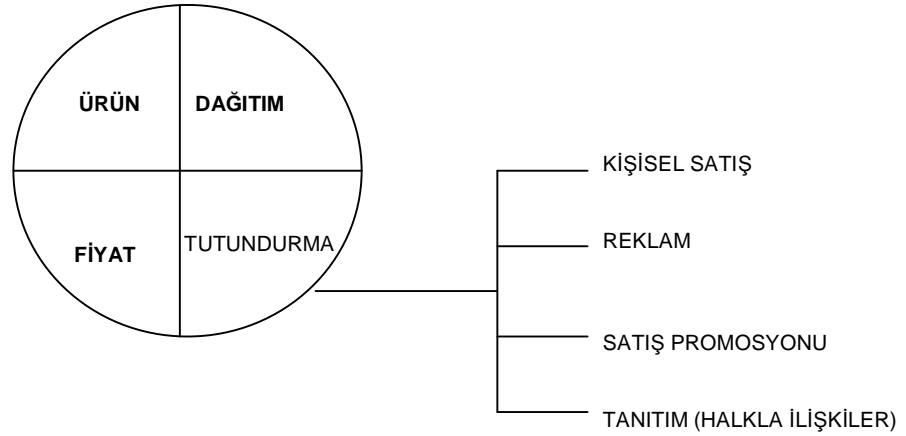 ÜRÜN
DAĞITIM
FİYAT
TUTUNDURMA
KİŞİSEL SATIŞ
REKLAM
SATIŞ PROMOSYONU
TANITIM (HALKLA İLİŞKİLER)